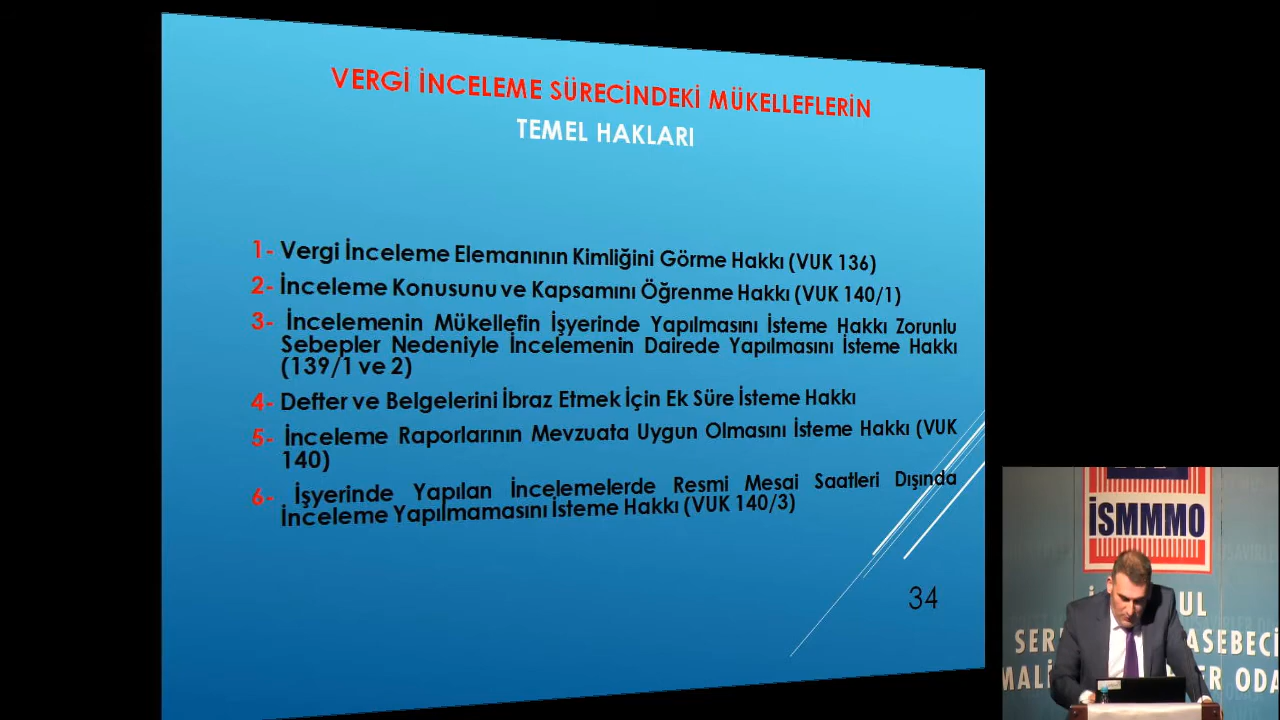 VERGİ İNCELEME SÜRECİNDEKİ MÜKELLEFLERİN
TEMEL HAKLARI
1- Vergi İnceleme Elemanının Kimliğini Görme Hakkı (VUK 136)
2- İnceleme Konusunu ve Kapsamını Öğrenme Hakkı (VUK 140/1)
3- İncelemenin Mükellefin İşyerinde Yapılmasını İsteme Hakkı Zorunlu
Sebepler Nedeniyle İncelemenin Dairede Yapılmasını İsteme Hakkı
(139/1 ve 2)
4- Defter ve Belgelerini İbraz Etmek İçin Ek Süre İsteme Hakkı
5- İnceleme Raporlarının Mevzuata Uygun Olmasını İsteme Hakkı (VUK
140)
6- İşyerinde Yapılan İncelemelerde Resmi Mesai Saatleri Dışında
İnceleme Yapılmamasını İsteme Hakkı (VUK 140/3)
34
İSMMMO